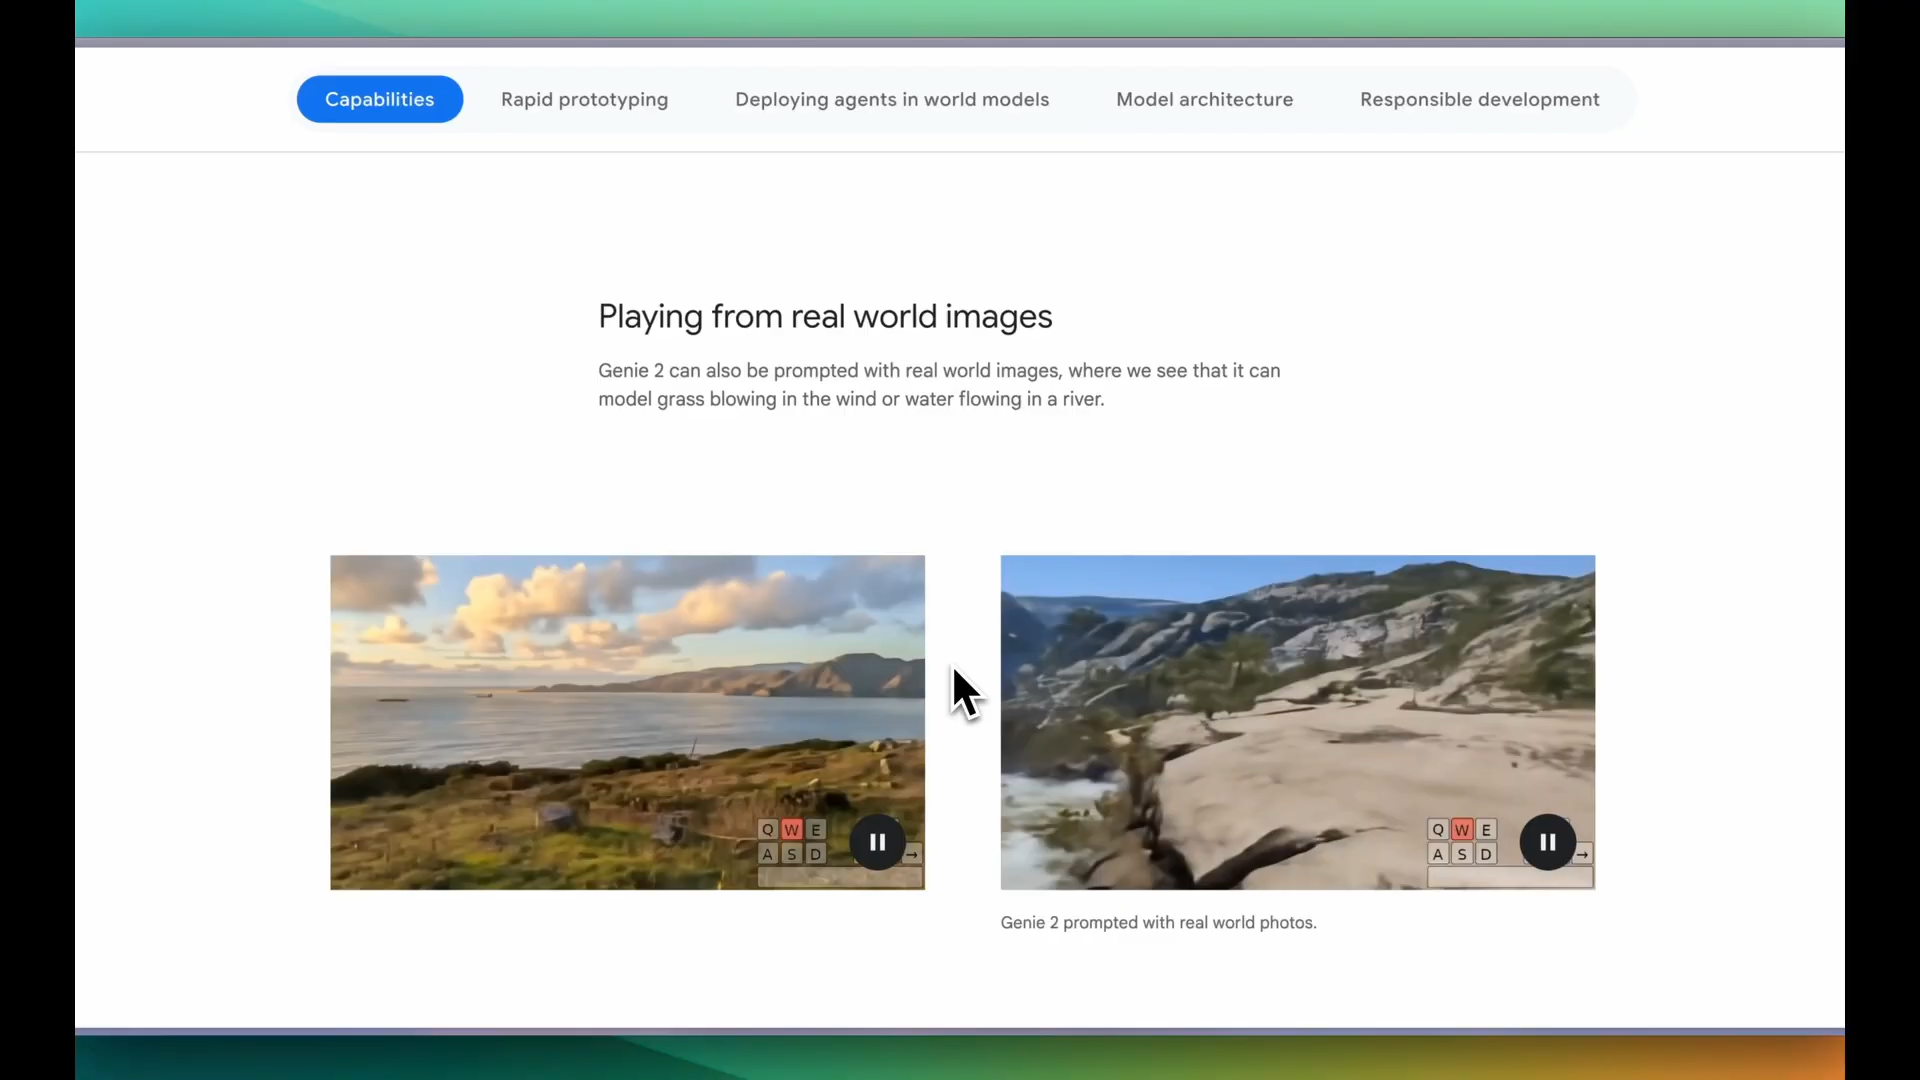 Capabilities
Rapid prototyping
Deploying agents in world models
Model architecture
Responsible development
Playing from real world images
Genie 2 can also be prompted with real world images, where we see that it can
model grass blowing in the wind or water flowing in a river.
Q W E
A S D →
Q W E
A S D →
Genie 2 prompted with real world photos.